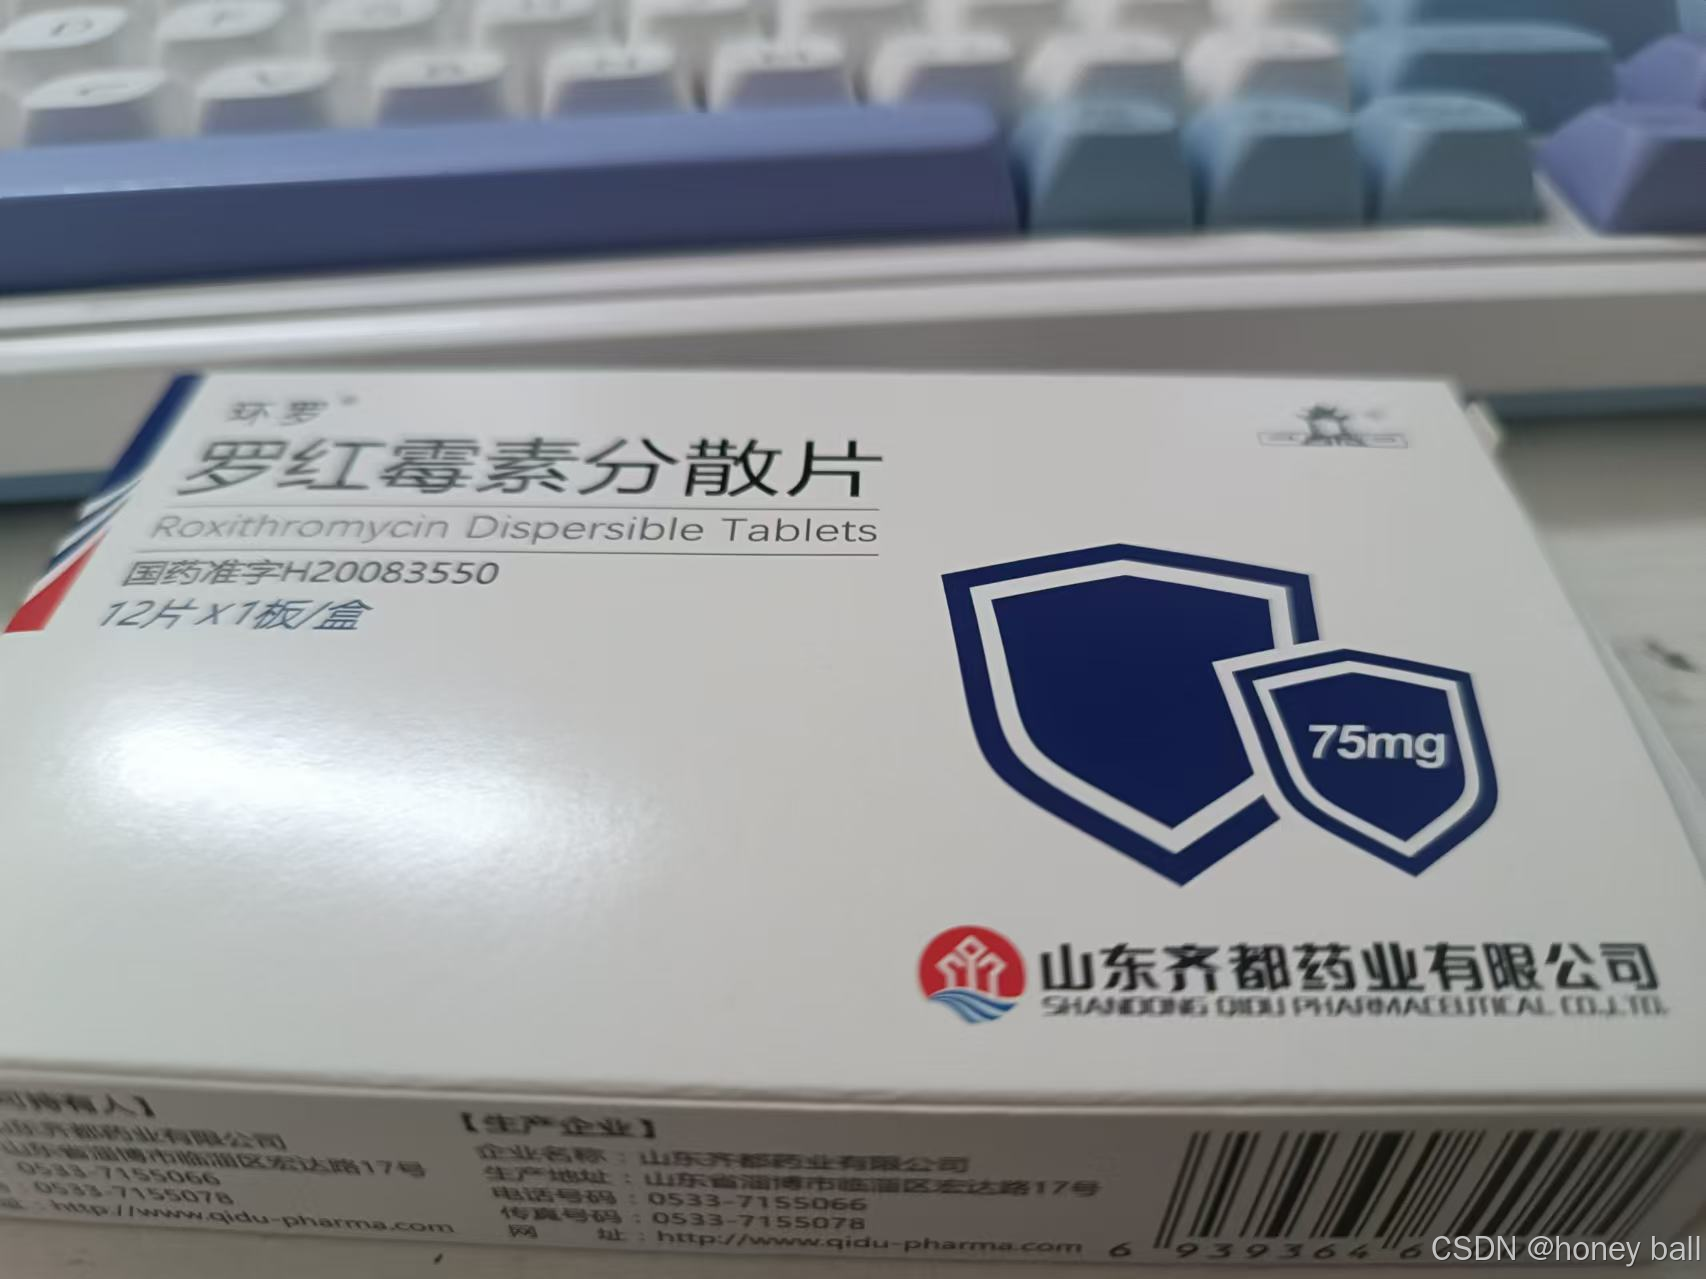 环罗®
罗红霉素分散片
Roxithromycin Dispersible Tablets
国药准字H20083550
12片x1板/盒
75mg
山东齐都药业有限公司
SHANDONG QIDU PHARMACEUTICAL CO.,LTD.
持有人】
山东齐都药业有限公司
山东省淄博市临淄区宏达路17号
0533-7155066
0533-7155078
http://www.qidu-pharma.com
【生产企业】
企业名称：山东齐都药业有限公司
生产地址：山东省淄博市临淄区宏达路17号
电话号码：0533-7155066
传真号码：0533-7155078
网 址：http://www.qidu-pharma.com
6 939364 6
CSDN @honey ball